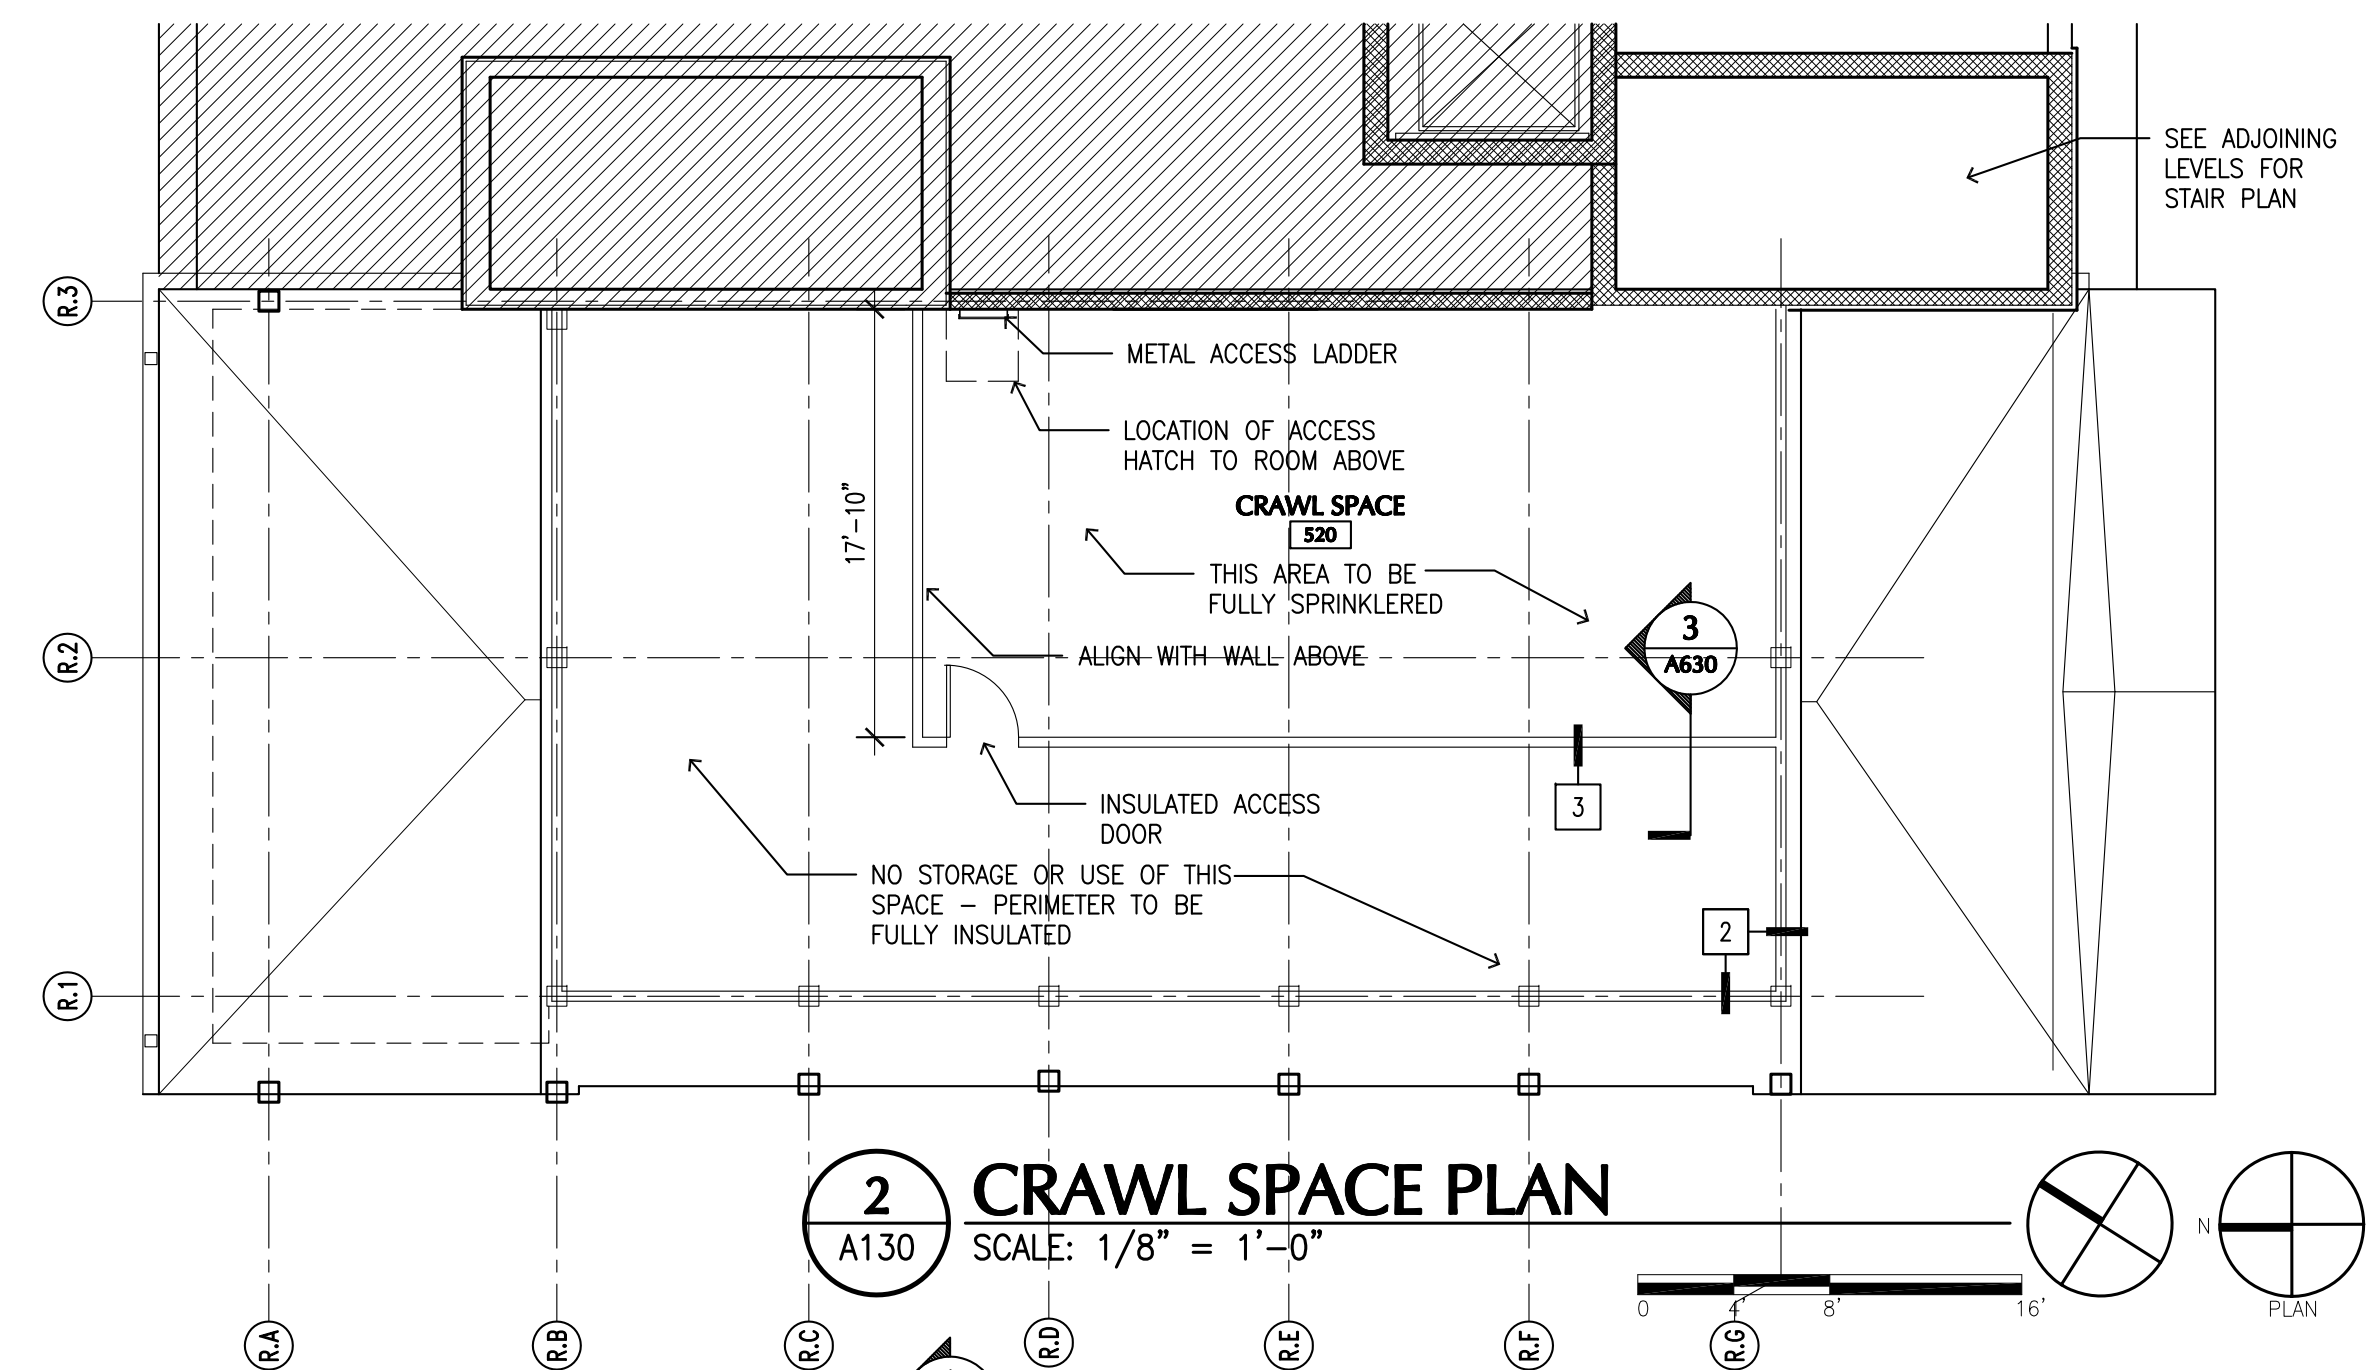 SEE ADJOINING
LEVELS FOR
STAIR PLAN
R.3
METAL ACCESS LADDER
LOCATION OF ACCESS
HATCH TO ROOM ABOVE
17'-10"
CRAWL SPACE
520
THIS AREA TO BE
FULLY SPRINKLERED
R.2
ALIGN WITH WALL ABOVE
3
A630
INSULATED ACCESS
DOOR
3
NO STORAGE OR USE OF THIS
SPACE – PERIMETER TO BE
FULLY INSULATED
2
R.1
2
A130
CRAWL SPACE PLAN
SCALE: 1/8" = 1'-0"
N
0 4' 8' 16'
PLAN
R.A R.B R.C R.D R.E R.F R.G